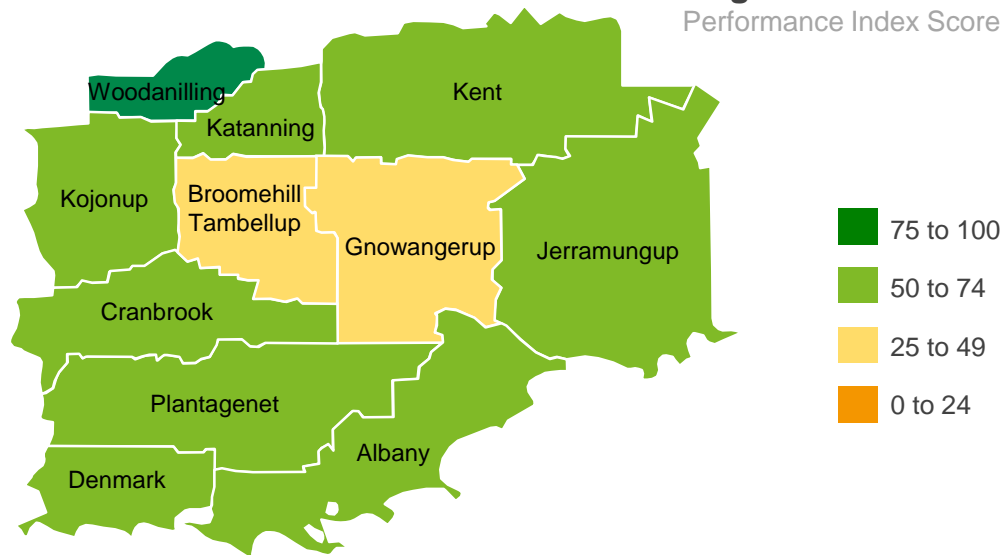 Performance Index Score
Woodanilling
Kent
Katanning
Kojonup
Broomehill
Tambellup
Gnowangerup
Jerramungup
Cranbrook
Plantagenet
Albany
Denmark
75 to 100
50 to 74
25 to 49
0 to 24